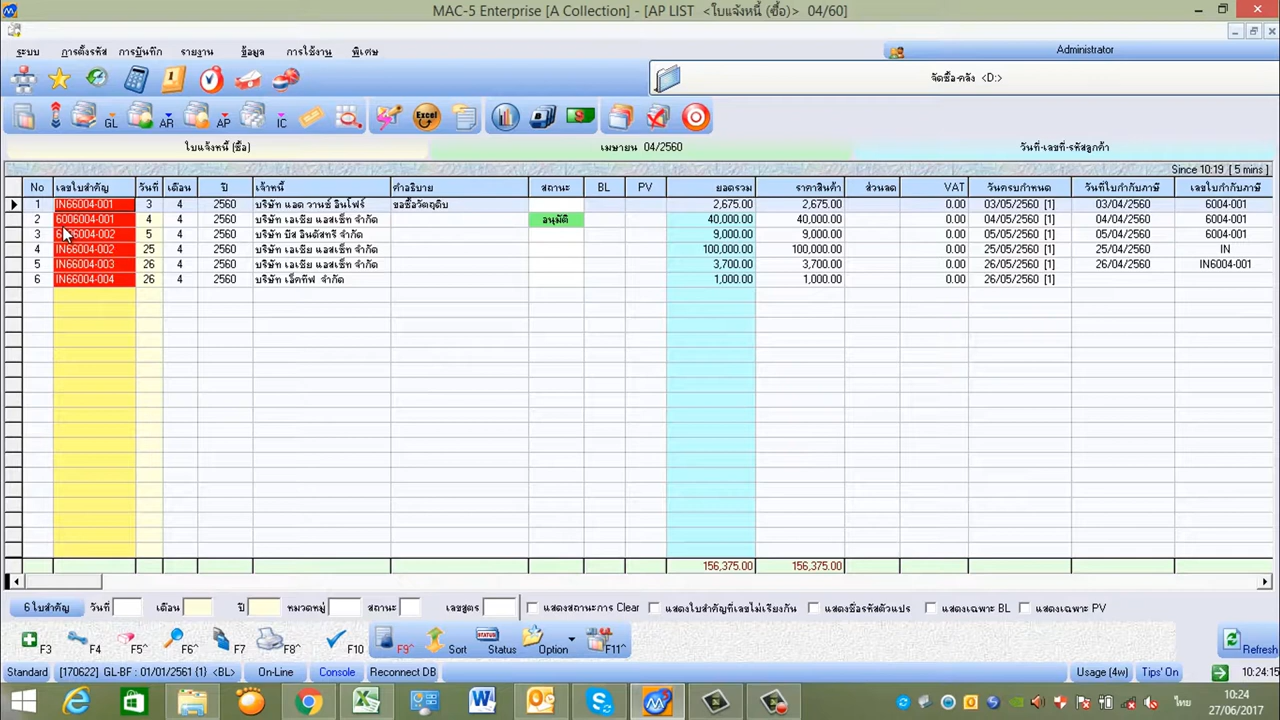 MAC-5 Enterprise [A Collection] - [AP LIST <ใบแจ้งหนี้ (ซื้อ)> 04/60]
ระบบ การตั้งรหัส การบันทึก รายงาน ข้อมูล การใช้งาน พิเศษ Administrator
จัดซื้อ-คลัง <D:>
GL AR AP IC Excel
ใบแจ้งหนี้ (ซื้อ) เมษายน 04/2560 วันที่-เลขที่-รหัสลูกค้า
Since 10:19 [ 5 mins ]
No เลขใบสำคัญ วันที่ เดือน ปี เจ้าหนี้ คำอธิบาย สถานะ BL PV ยอดรวม ราคาสินค้า ส่วนลด VAT วันครบกำหนด วันที่ใบกำกับภาษี เลขใบกำกับภาษี
1 IN66004-001 3 4 2560 บริษัท แอด วานซ์ อินโฟร์ ขอซื้อวัตถุดิบ 2,675.00 2,675.00 0.00 03/05/2560 [1] 03/04/2560 6004-001
2 6006004-001 4 4 2560 บริษัท เอเชีย แอสเซ็ท จำกัด อนุมัติ 40,000.00 40,000.00 0.00 04/05/2560 [1] 04/04/2560 6004-001
3 6006004-002 5 4 2560 บริษัท บีส อินดัสทรี จำกัด 9,000.00 9,000.00 0.00 05/05/2560 [1] 05/04/2560 6004-001
4 IN66004-002 25 4 2560 บริษัท เอเชีย แอสเซ็ท จำกัด 100,000.00 100,000.00 0.00 25/05/2560 [1] 25/04/2560 IN
5 IN66004-003 26 4 2560 บริษัท เอเชีย แอสเซ็ท จำกัด 3,700.00 3,700.00 0.00 26/05/2560 [1] 26/04/2560 IN6004-001
6 IN66004-004 26 4 2560 บริษัท เอ็คทีฟ จำกัด 1,000.00 1,000.00 0.00 26/05/2560 [1]
156,375.00 156,375.00
6 ใบสำคัญ วันที่ เดือน ปี หมวดหมู่ สถานะ เลขสูตร แสดงสถานะการ Clear แสดงใบสำคัญที่เลขไม่เรียงกัน แสดงชื่อรหัสตัวแปร แสดงเฉพาะ BL แสดงเฉพาะ PV
F3 F4 F5^ F6^ F7 F8^ F10 F9^ Sort STATUS Status Option F11^ Refresh
Standard [170622] GL-BF : 01/01/2561 (1) <BL> On-Line Console Reconnect DB Usage (4w) Tips' On 10:24:15
ไทย 10:24
27/06/2017